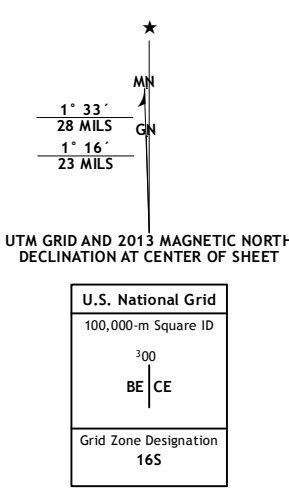 ★
MN
1° 33´
28 MILS
GN
1° 16´
23 MILS
UTM GRID AND 2013 MAGNETIC NORTH
DECLINATION AT CENTER OF SHEET
U.S. National Grid
100,000-m Square ID
³00
BE CE
Grid Zone Designation
16S